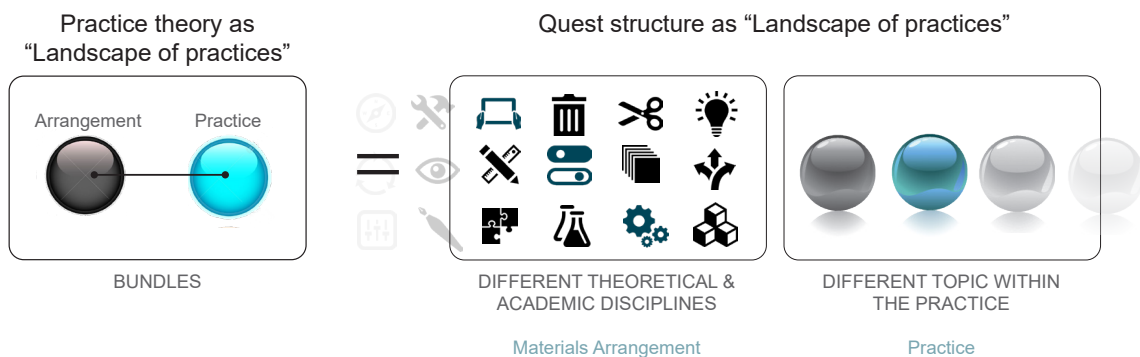 Practice theory as
“Landscape of practices”
Quest structure as “Landscape of practices”
Arrangement
Practice
BUNDLES
DIFFERENT THEORETICAL &
ACADEMIC DISCIPLINES
DIFFERENT TOPIC WITHIN
THE PRACTICE
Materials Arrangement
Practice